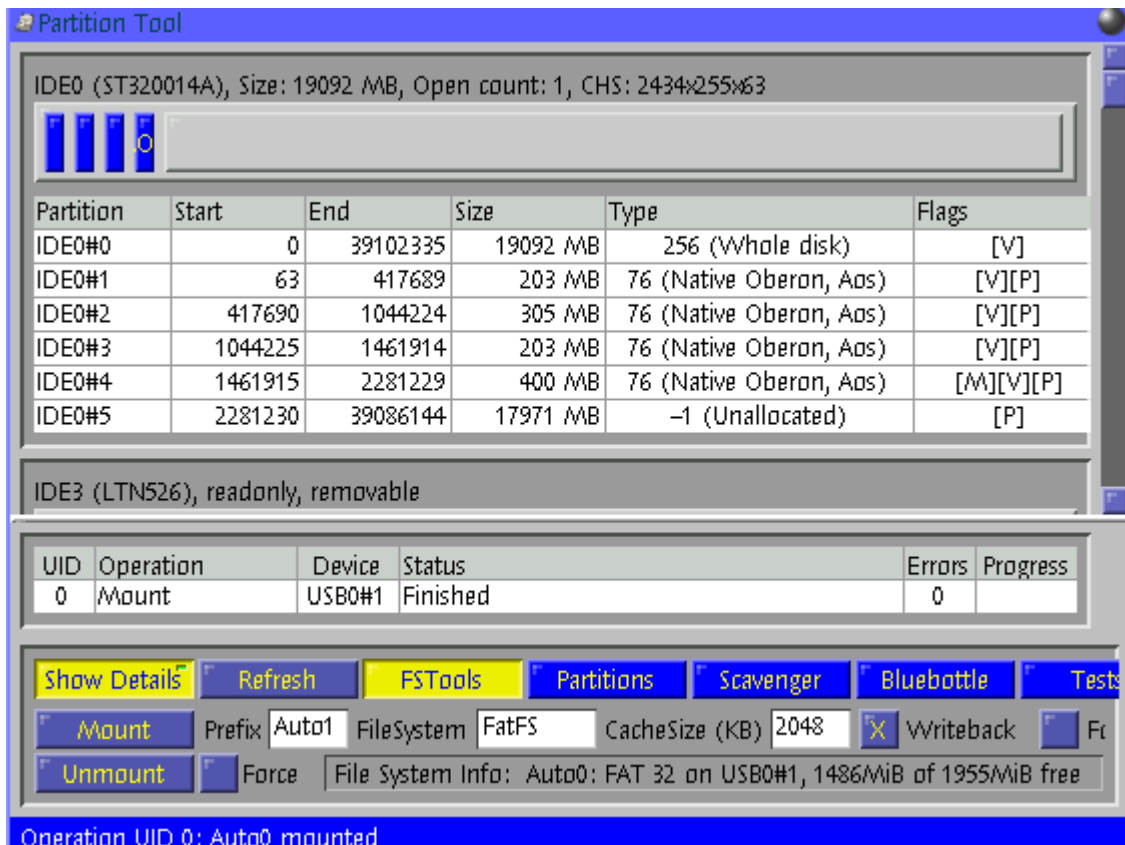 Partition Tool
IDE0 (ST320014A), Size: 19092 MB, Open count: 1, CHS: 2434x255x63
.O
Partition Start End Size Type Flags
IDE0#0 0 39102335 19092 MB 256 (Whole disk) [V]
IDE0#1 63 417689 203 MB 76 (Native Oberon, Aos) [V][P]
IDE0#2 417690 1044224 305 MB 76 (Native Oberon, Aos) [V][P]
IDE0#3 1044225 1461914 203 MB 76 (Native Oberon, Aos) [V][P]
IDE0#4 1461915 2281229 400 MB 76 (Native Oberon, Aos) [M][V][P]
IDE0#5 2281230 39086144 17971 MB –1 (Unallocated) [P]
IDE3 (LTN526), readonly, removable
UID Operation Device Status Errors Progress
0 Mount USB0#1 Finished 0
Show Details Refresh FSTools Partitions Scavenger Bluebottle Tests
Mount Prefix Auto1 FileSystem FatFS CacheSize (KB) 2048 X Writeback
Unmount Force File System Info: Auto0: FAT 32 on USB0#1, 1486MiB of 1955MiB free
Operation UID 0: Auto0 mounted